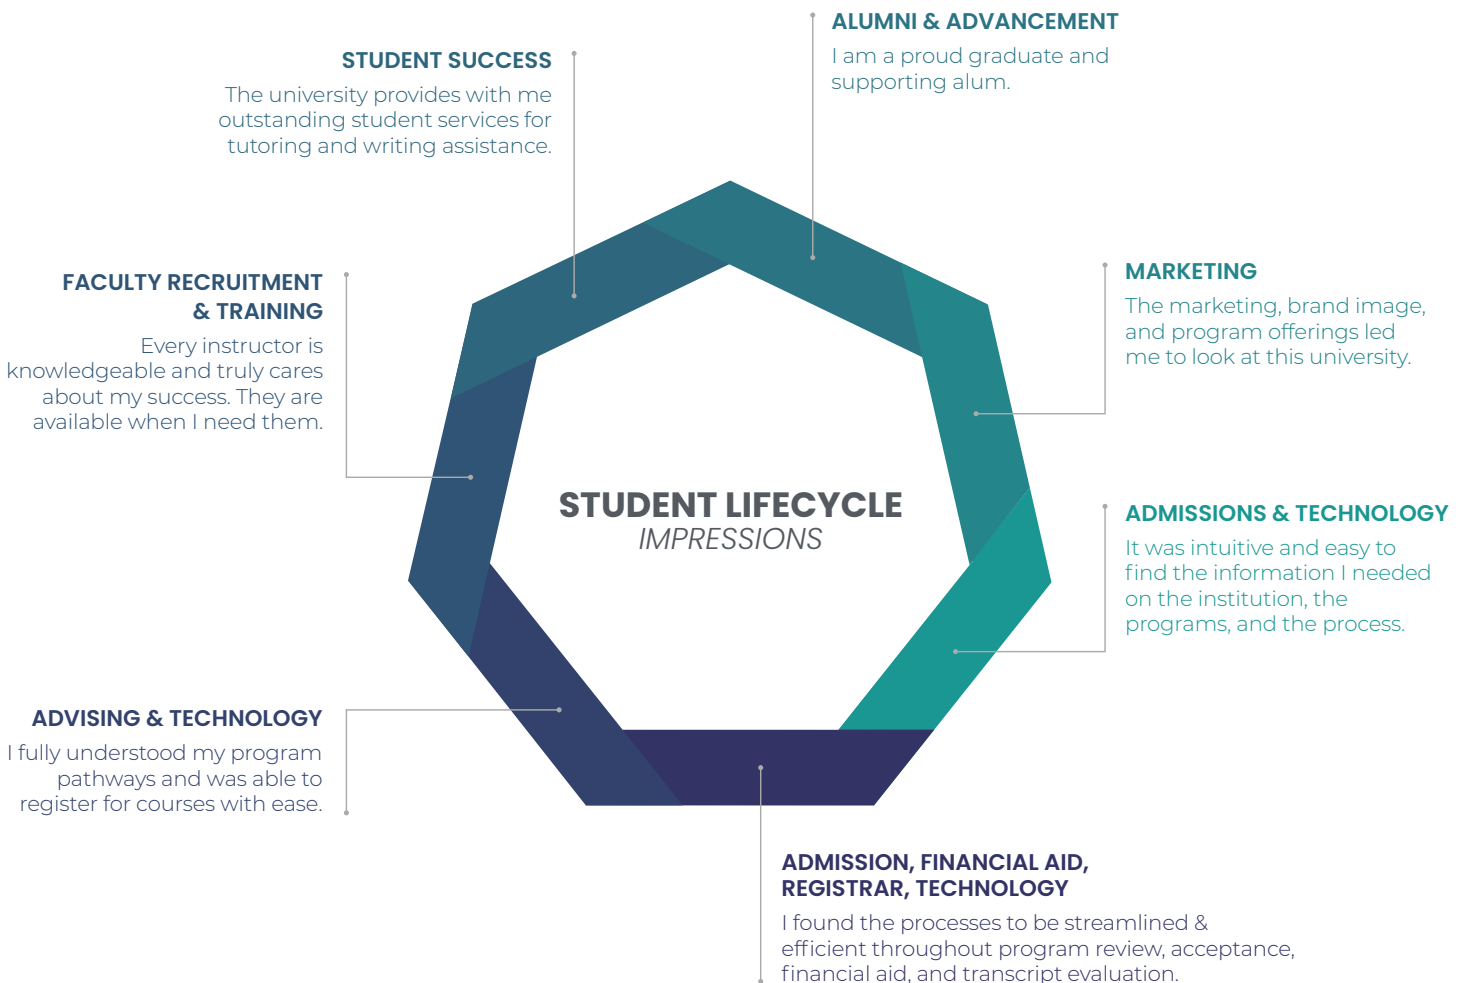 ALUMNI & ADVANCEMENT
I am a proud graduate and
supporting alum.
STUDENT SUCCESS
The university provides with me
outstanding student services for
tutoring and writing assistance.
MARKETING
The marketing, brand image,
and program offerings led
me to look at this university.
FACULTY RECRUITMENT
& TRAINING
Every instructor is
knowledgeable and truly cares
about my success. They are
available when I need them.
STUDENT LIFECYCLE
IMPRESSIONS
ADMISSIONS & TECHNOLOGY
It was intuitive and easy to
find the information I needed
on the institution, the
programs, and the process.
ADVISING & TECHNOLOGY
I fully understood my program
pathways and was able to
register for courses with ease.
ADMISSION, FINANCIAL AID,
REGISTRAR, TECHNOLOGY
I found the processes to be streamlined &
efficient throughout program review, acceptance,
financial aid, and transcript evaluation.